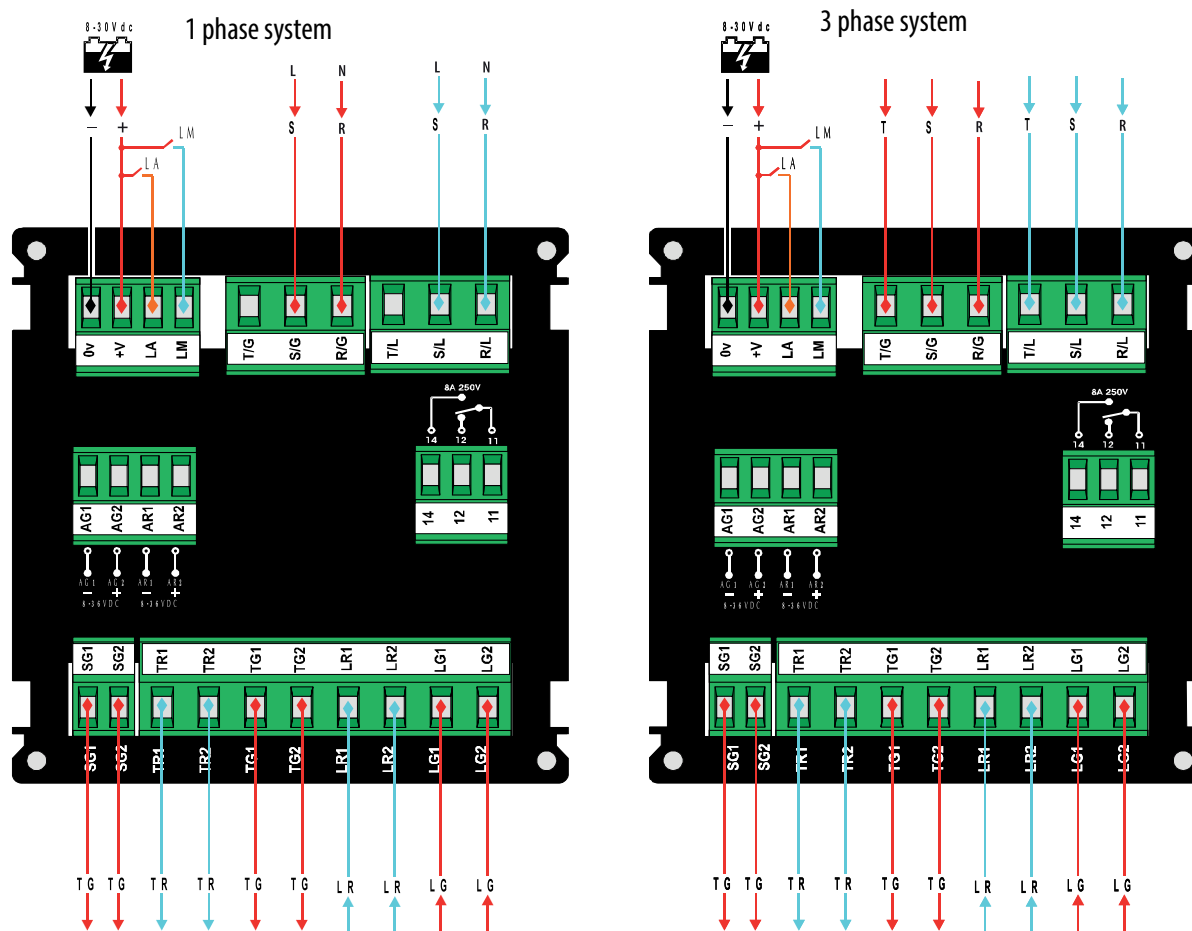 1 phase system
8-30Vdc
L N L N
− +
S R S R
LM
LA
0v +V LA LM
T/G S/G R/G
T/L S/L R/L
8A 250V
14 12 11
14 12 11
AG1 AG2 AR1 AR2
AG1 AG2 AR1 AR2
− + − +
8-36VDC
SG1 SG2 TR1 TR2 TG1 TG2 LR1 LR2 LG1 LG2
SG1 SG2 TR1 TR2 TG1 TG2 LR1 LR2 LG1 LG2
TG TG TR TR TG TG LR LR LG LG
3 phase system
8-30Vdc
− +
T S R T S R
LM
LA
0v +V LA LM
T/G S/G R/G
T/L S/L R/L
8A 250V
14 12 11
14 12 11
AG1 AG2 AR1 AR2
AG1 AG2 AR1 AR2
− + − +
8-36VDC
SG1 SG2 TR1 TR2 TG1 TG2 LR1 LR2 LG1 LG2
SG1 SG2 TR1 TR2 TG1 TG2 LR1 LR2 LG1 LG2
TG TG TR TR TG TG LR LR LG LG